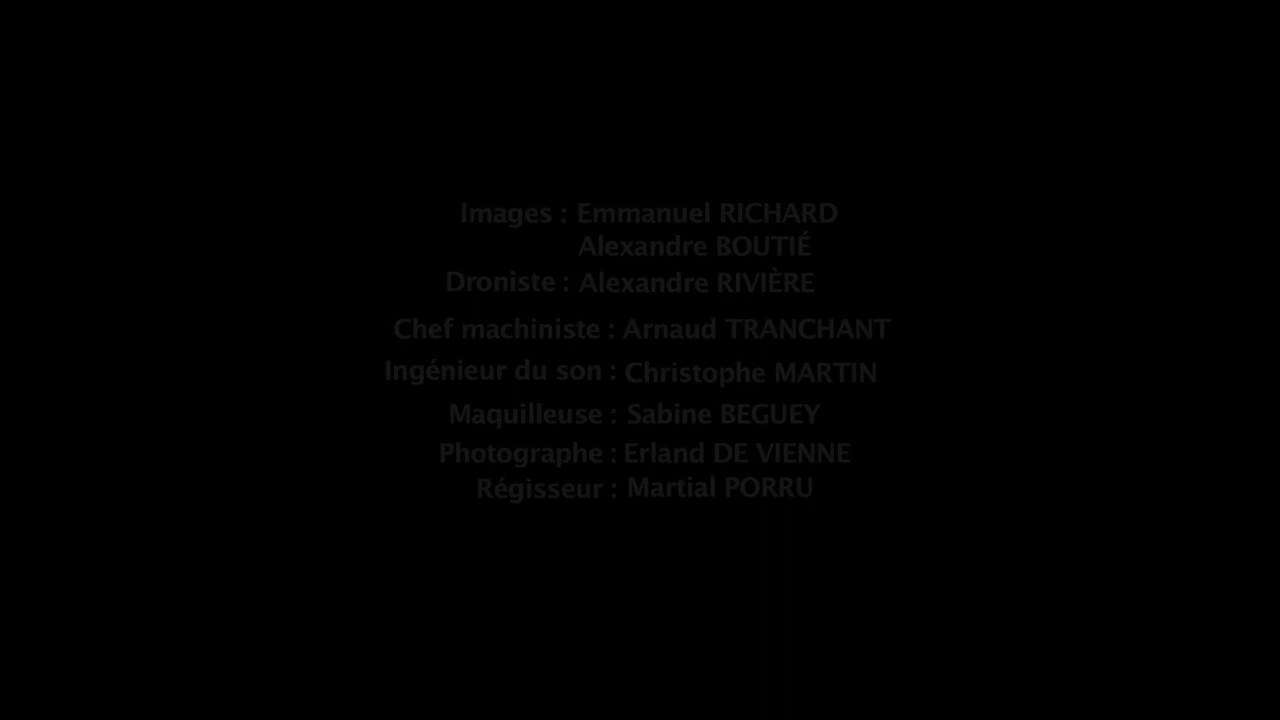 Images : Emmanuel RICHARD
Alexandre BOUTIÉ
Droniste : Alexandre RIVIÈRE
Chef machiniste : Arnaud TRANCHANT
Ingénieur du son : Christophe MARTIN
Maquilleuse : Sabine BEGUEY
Photographe : Erland DE VIENNE
Régisseur : Martial PORRU